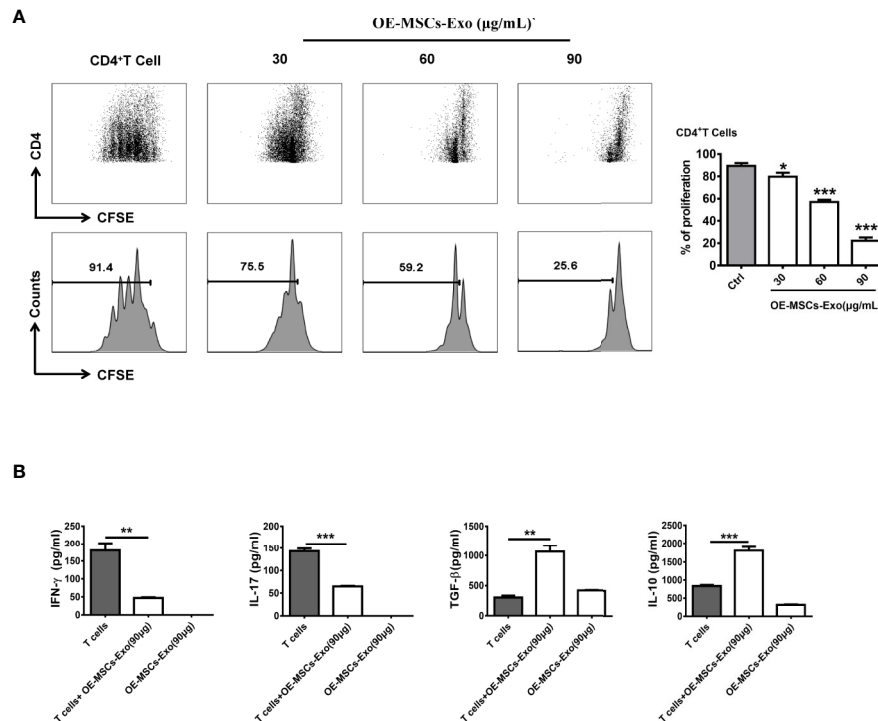 A
OE-MSCs-Exo (µg/mL)`
CD4+T Cell
30
60
90
CD4
CFSE
91.4
75.5
59.2
25.6
Counts
CFSE
CD4+T Cells
% of proliferation
100
80
60
40
20
0
*
***
***
Ctrl
30
60
90
OE-MSCs-Exo(µg/mL
B
IFN-γ (pg/ml)
250
200
150
100
50
0
**
T cells
T cells+ OE-MSCs-Exo(90µg)
OE-MSCs-Exo(90µg)
IL-17 (pg/ml)
200
150
100
50
0
***
T cells
T cells+OE-MSCs-Exo(90µg)
OE-MSCs-Exo(90µg)
TGF-β(pg/ml)
1500
1000
500
0
**
T cells
T cells+OE-MSCs-Exo(90µg)
OE-MSCs-Exo(90µg)
IL-10 (pg/ml)
2500
2000
1500
1000
500
0
***
T cells
T cells+OE-MSCs-Exo(90µg)
OE-MSCs-Exo(90µg)